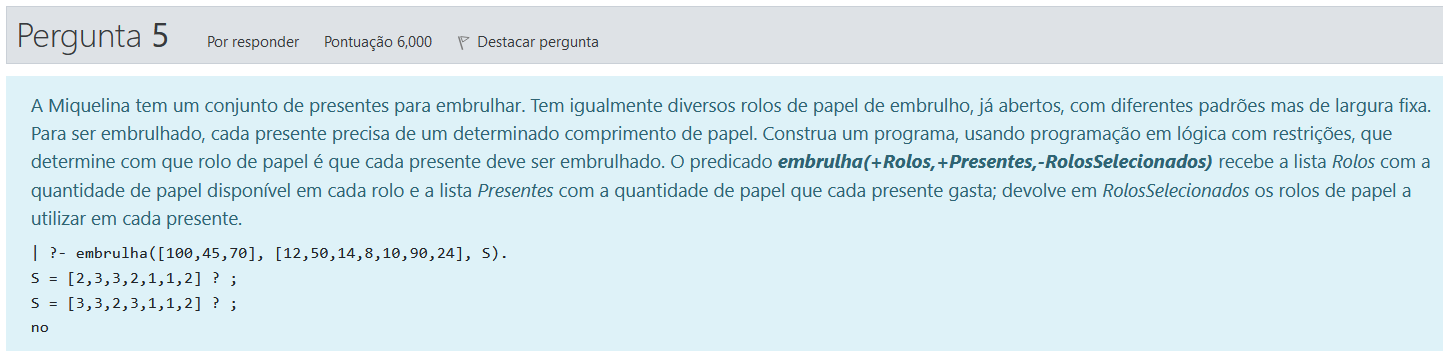 Pergunta 5 Por responder Pontuação 6,000 Destacar pergunta
A Miquelina tem um conjunto de presentes para embrulhar. Tem igualmente diversos rolos de papel de embrulho, já abertos, com diferentes padrões mas de largura fixa.
Para ser embrulhado, cada presente precisa de um determinado comprimento de papel. Construa um programa, usando programação em lógica com restrições, que
determine com que rolo de papel é que cada presente deve ser embrulhado. O predicado embrulha(+Rolos,+Presentes,-RolosSelecionados) recebe a lista Rolos com a
quantidade de papel disponível em cada rolo e a lista Presentes com a quantidade de papel que cada presente gasta; devolve em RolosSelecionados os rolos de papel a
utilizar em cada presente.
| ?- embrulha([100,45,70], [12,50,14,8,10,90,24], S).
S = [2,3,3,2,1,1,2] ? ;
S = [3,3,2,3,1,1,2] ? ;
no